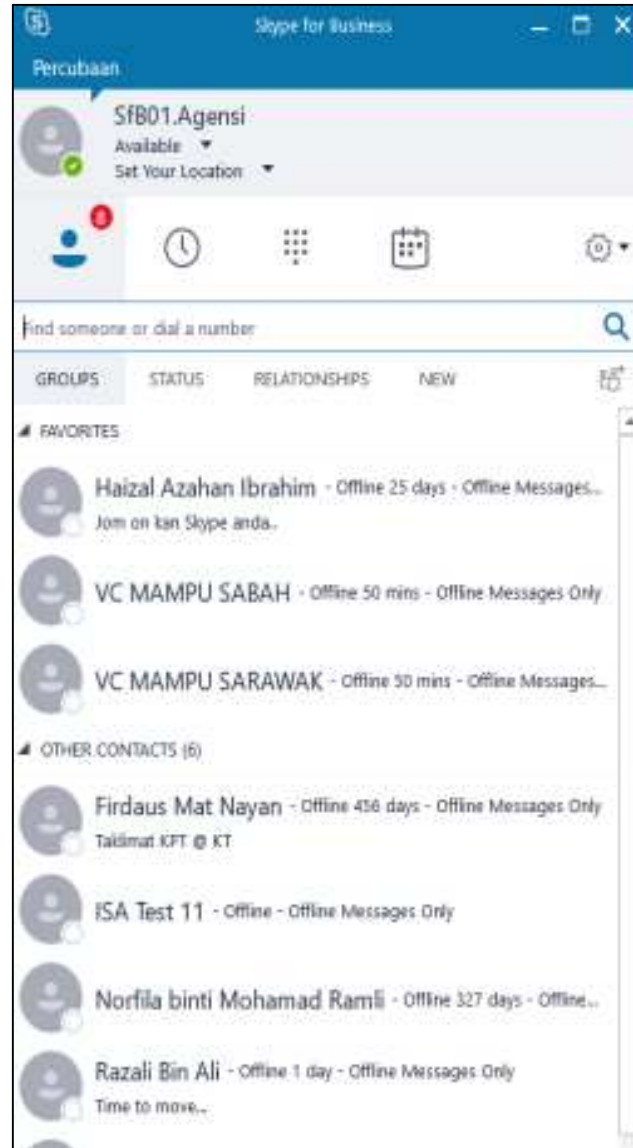 Skype for Business
Percubaan
SfB01.Agensi
Available
Set Your Location
Find someone or dial a number
GROUPS STATUS RELATIONSHIPS NEW
FAVORITES
Haizal Azahan Ibrahim - Offline 25 days - Offline Messages...
Jom on kan Skype anda..
VC MAMPU SABAH - Offline 50 mins - Offline Messages Only
VC MAMPU SARAWAK - Offline 50 mins - Offline Messages...
OTHER CONTACTS (6)
Firdaus Mat Nayan - Offline 456 days - Offline Messages Only
Taklimat KPT @ KT
ISA Test 11 - Offline - Offline Messages Only
Norfila binti Mohamad Ramli - Offline 327 days - Offline...
Razali Bin Ali - Offline 1 day - Offline Messages Only
Time to move...